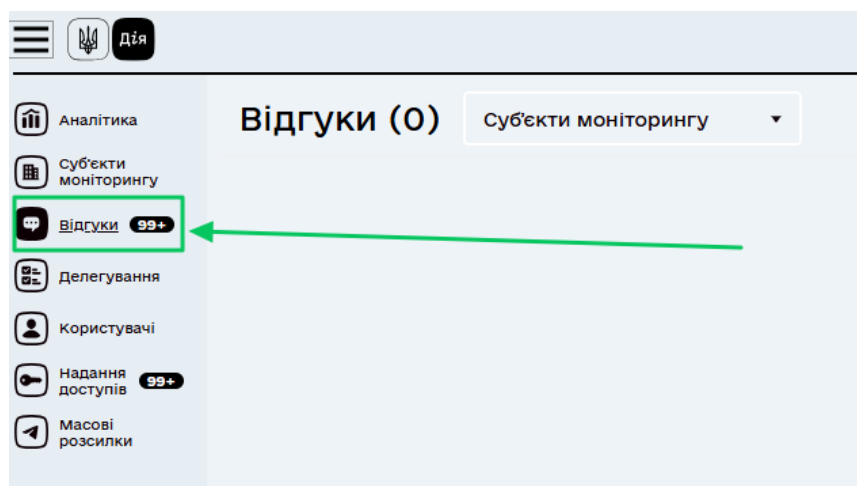 Дія
Аналітика
Відгуки (0)
Суб'єкти моніторингу
Суб'єкти
моніторингу
Відгуки 99+
Делегування
Користувачі
Надання
доступів 99+
Масові
розсилки